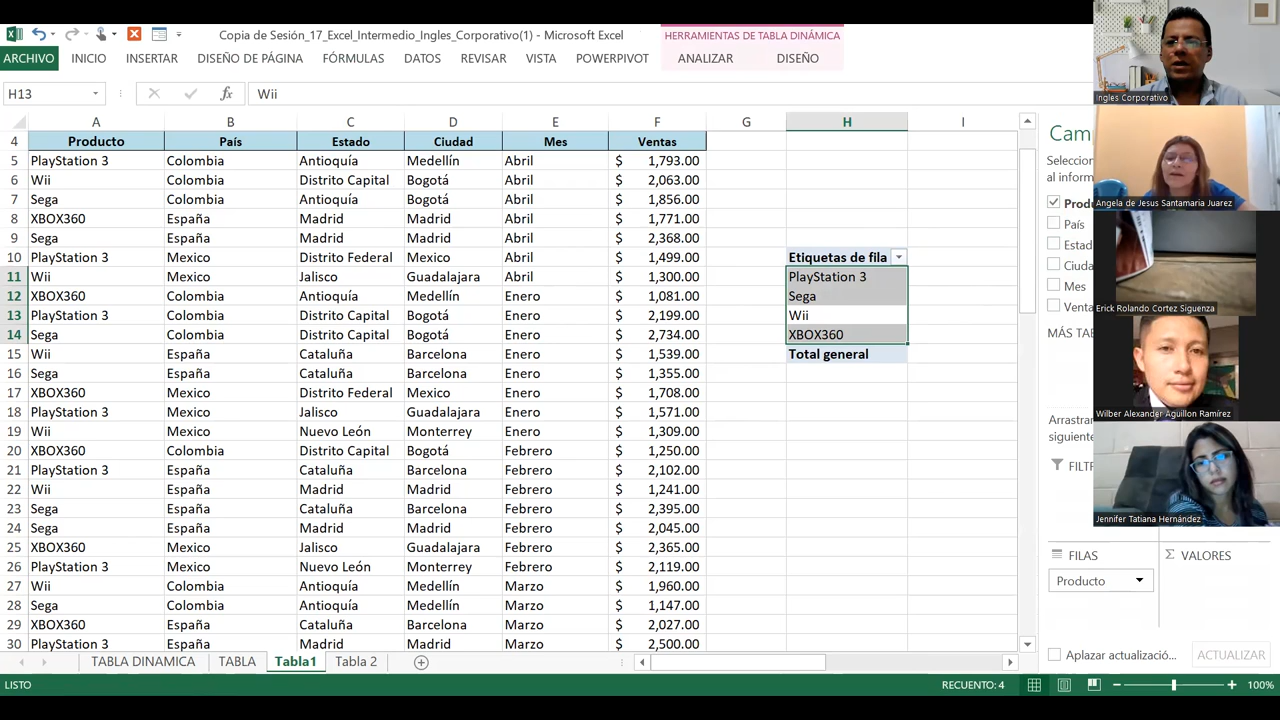 Copia de Sesión_17_Excel_Intermedio_Ingles_Corporativo(1) - Microsoft Excel
HERRAMIENTAS DE TABLA DINÁMICA
ARCHIVO INICIO INSERTAR DISEÑO DE PÁGINA FÓRMULAS DATOS REVISAR VISTA POWERPIVOT ANALIZAR DISEÑO
H13 fx Wii
A B C D E F G H I
4 Producto País Estado Ciudad Mes Ventas
5 PlayStation 3 Colombia Antioquía Medellín Abril $ 1,793.00
6 Wii Colombia Distrito Capital Bogotá Abril $ 2,063.00
7 Sega Colombia Antioquía Bogotá Abril $ 1,856.00
8 XBOX360 España Madrid Madrid Abril $ 1,771.00
9 Sega España Madrid Madrid Abril $ 2,368.00
10 PlayStation 3 Mexico Distrito Federal Mexico Abril $ 1,499.00 Etiquetas de fila
11 Wii Mexico Jalisco Guadalajara Abril $ 1,300.00 PlayStation 3
12 XBOX360 Colombia Antioquía Medellín Enero $ 1,081.00 Sega
13 PlayStation 3 Colombia Distrito Capital Bogotá Enero $ 2,199.00 Wii
14 Sega Colombia Distrito Capital Bogotá Enero $ 2,734.00 XBOX360
15 Wii España Cataluña Barcelona Enero $ 1,539.00 Total general
16 Sega España Cataluña Barcelona Enero $ 1,355.00
17 XBOX360 Mexico Distrito Federal Mexico Enero $ 1,708.00
18 PlayStation 3 Mexico Jalisco Guadalajara Enero $ 1,571.00
19 Wii Mexico Nuevo León Monterrey Enero $ 1,309.00
20 XBOX360 Colombia Distrito Capital Bogotá Febrero $ 1,250.00
21 PlayStation 3 España Cataluña Barcelona Febrero $ 2,102.00
22 Wii España Madrid Madrid Febrero $ 1,241.00
23 Sega España Cataluña Barcelona Febrero $ 2,395.00
24 Sega España Madrid Madrid Febrero $ 2,045.00
25 XBOX360 Mexico Jalisco Guadalajara Febrero $ 2,365.00
26 PlayStation 3 Mexico Nuevo León Monterrey Febrero $ 2,119.00
27 Wii Colombia Antioquía Medellín Marzo $ 1,960.00
28 Sega Colombia Antioquía Medellín Marzo $ 1,147.00
29 XBOX360 España Cataluña Barcelona Marzo $ 2,027.00
30 PlayStation 3 España Madrid Madrid Marzo $ 2,500.00
TABLA DINAMICA TABLA Tabla1 Tabla 2
LISTO RECUENTO: 4 100%
Cam
Seleccion
al inform
Produ
País
Estad
Ciuda
Mes
Venta
MÁS TAB
Arrastrar
siguiente
FILT
FILAS
Σ VALORES
Producto
Aplazar actualizació...
ACTUALIZAR
Ingles Corporativo
Angela de Jesus Santamaria Juarez
Erick Rolando Cortez Siguenza
Wilber Alexander Aguillon Ramírez
Jennifer Tatiana Hernández